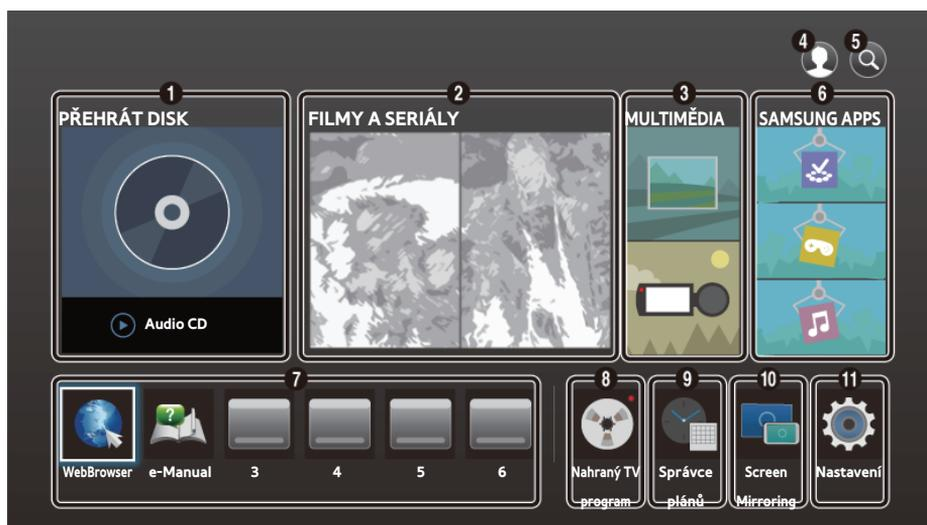 4 5
1 2 3 6
PŘEHRÁT DISK FILMY A SERIÁLY MULTIMÉDIA SAMSUNG APPS
Audio CD
7 8 9 10 11
?
WebBrowser e-Manual 3 4 5 6 Nahraný TV Správce Screen Nastavení
program plánů Mirroring